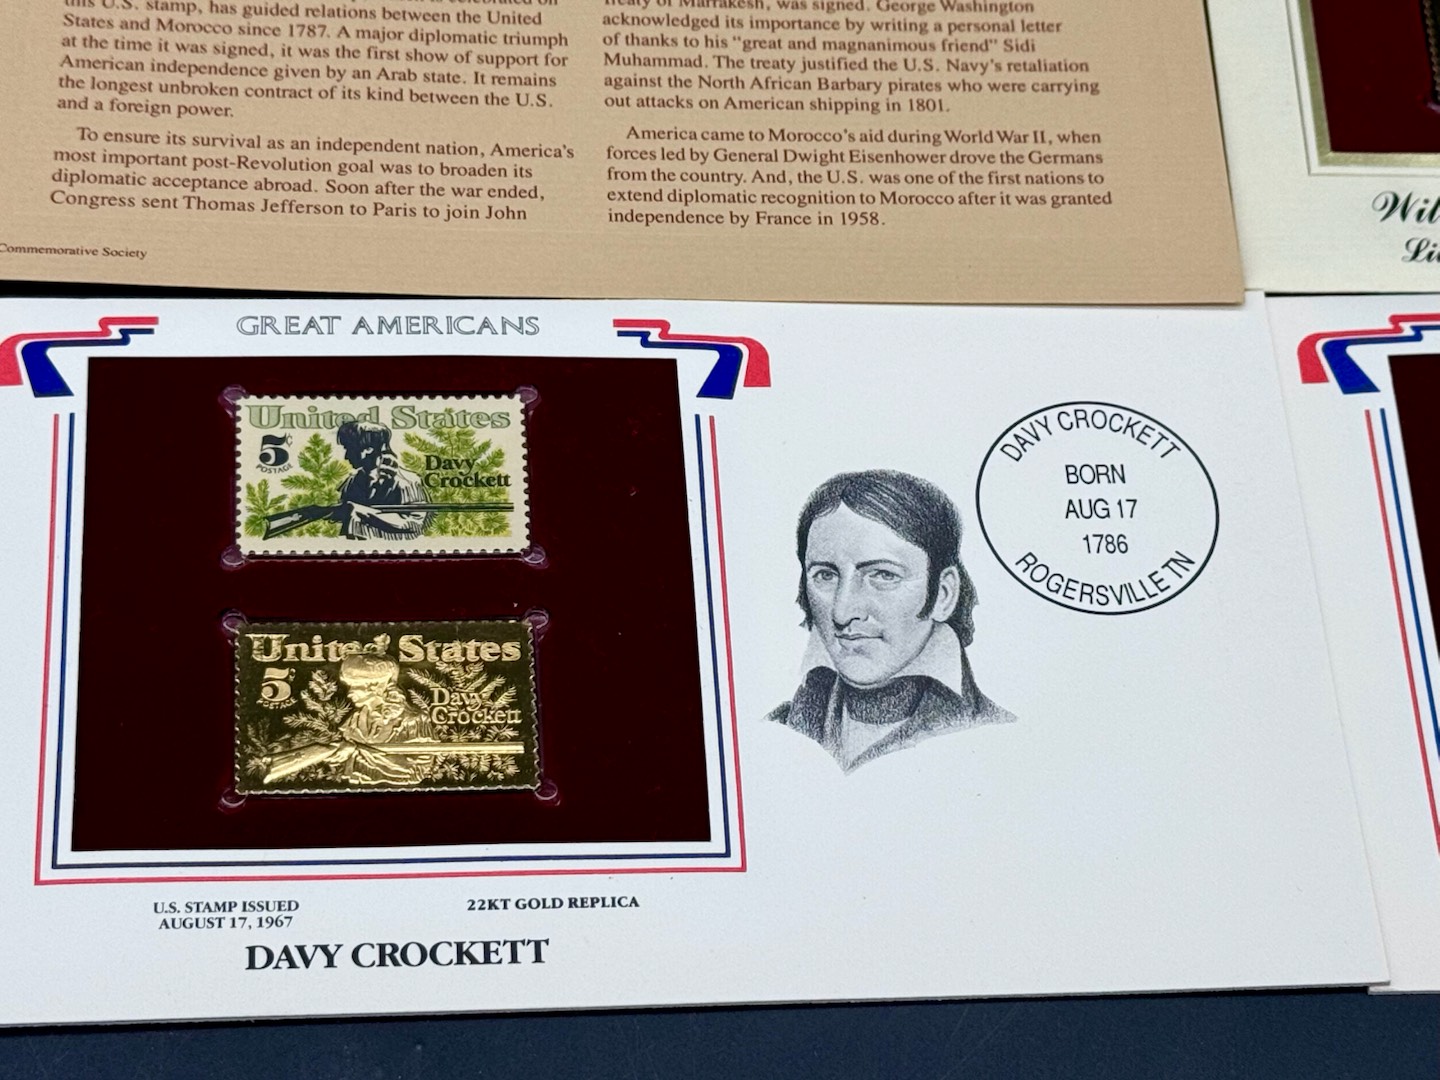 this U.S. stamp, has guided relations between the United
States and Morocco since 1787. A major diplomatic triumph
at the time it was signed, it was the first show of support for
American independence given by an Arab state. It remains
the longest unbroken contract of its kind between the U.S.
and a foreign power.
To ensure its survival as an independent nation, America's
most important post-Revolution goal was to broaden its
diplomatic acceptance abroad. Soon after the war ended,
Congress sent Thomas Jefferson to Paris to join John
Commemorative Society
Treaty of Marrakesh, was signed. George Washington
acknowledged its importance by writing a personal letter
of thanks to his "great and magnanimous friend" Sidi
Muhammad. The treaty justified the U.S. Navy's retaliation
against the North African Barbary pirates who were carrying
out attacks on American shipping in 1801.
America came to Morocco's aid during World War II, when
forces led by General Dwight Eisenhower drove the Germans
from the country. And, the U.S. was one of the first nations to
extend diplomatic recognition to Morocco after it was granted
independence by France in 1958.
GREAT AMERICANS
United States
5c
POSTAGE
Davy
Crockett
United States
5c
POSTAGE
Davy
Crockett
U.S. STAMP ISSUED
AUGUST 17, 1967
22KT GOLD REPLICA
DAVY CROCKETT
DAVY CROCKETT
BORN
AUG 17
1786
ROGERSVILLE TN